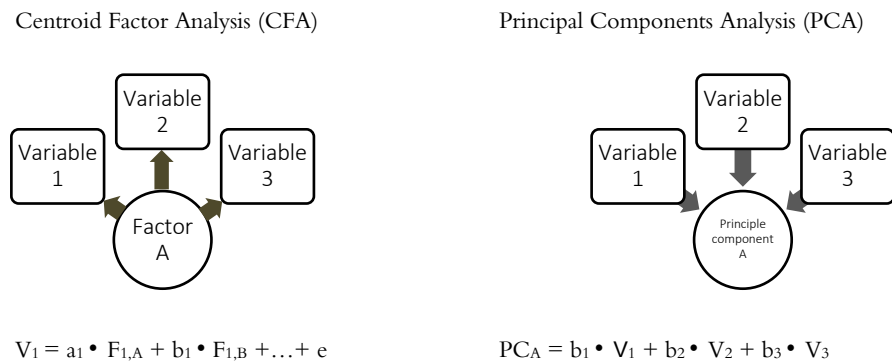 Centroid Factor Analysis (CFA)
Principal Components Analysis (PCA)
Variable
2
Variable
1
Variable
3
Factor
A
Variable
2
Variable
1
Variable
3
Principle
component
A
V₁ = a₁ • F₁,A + b₁ • F₁,B +…+ e
PCA = b₁ • V₁ + b₂ • V₂ + b₃ • V₃